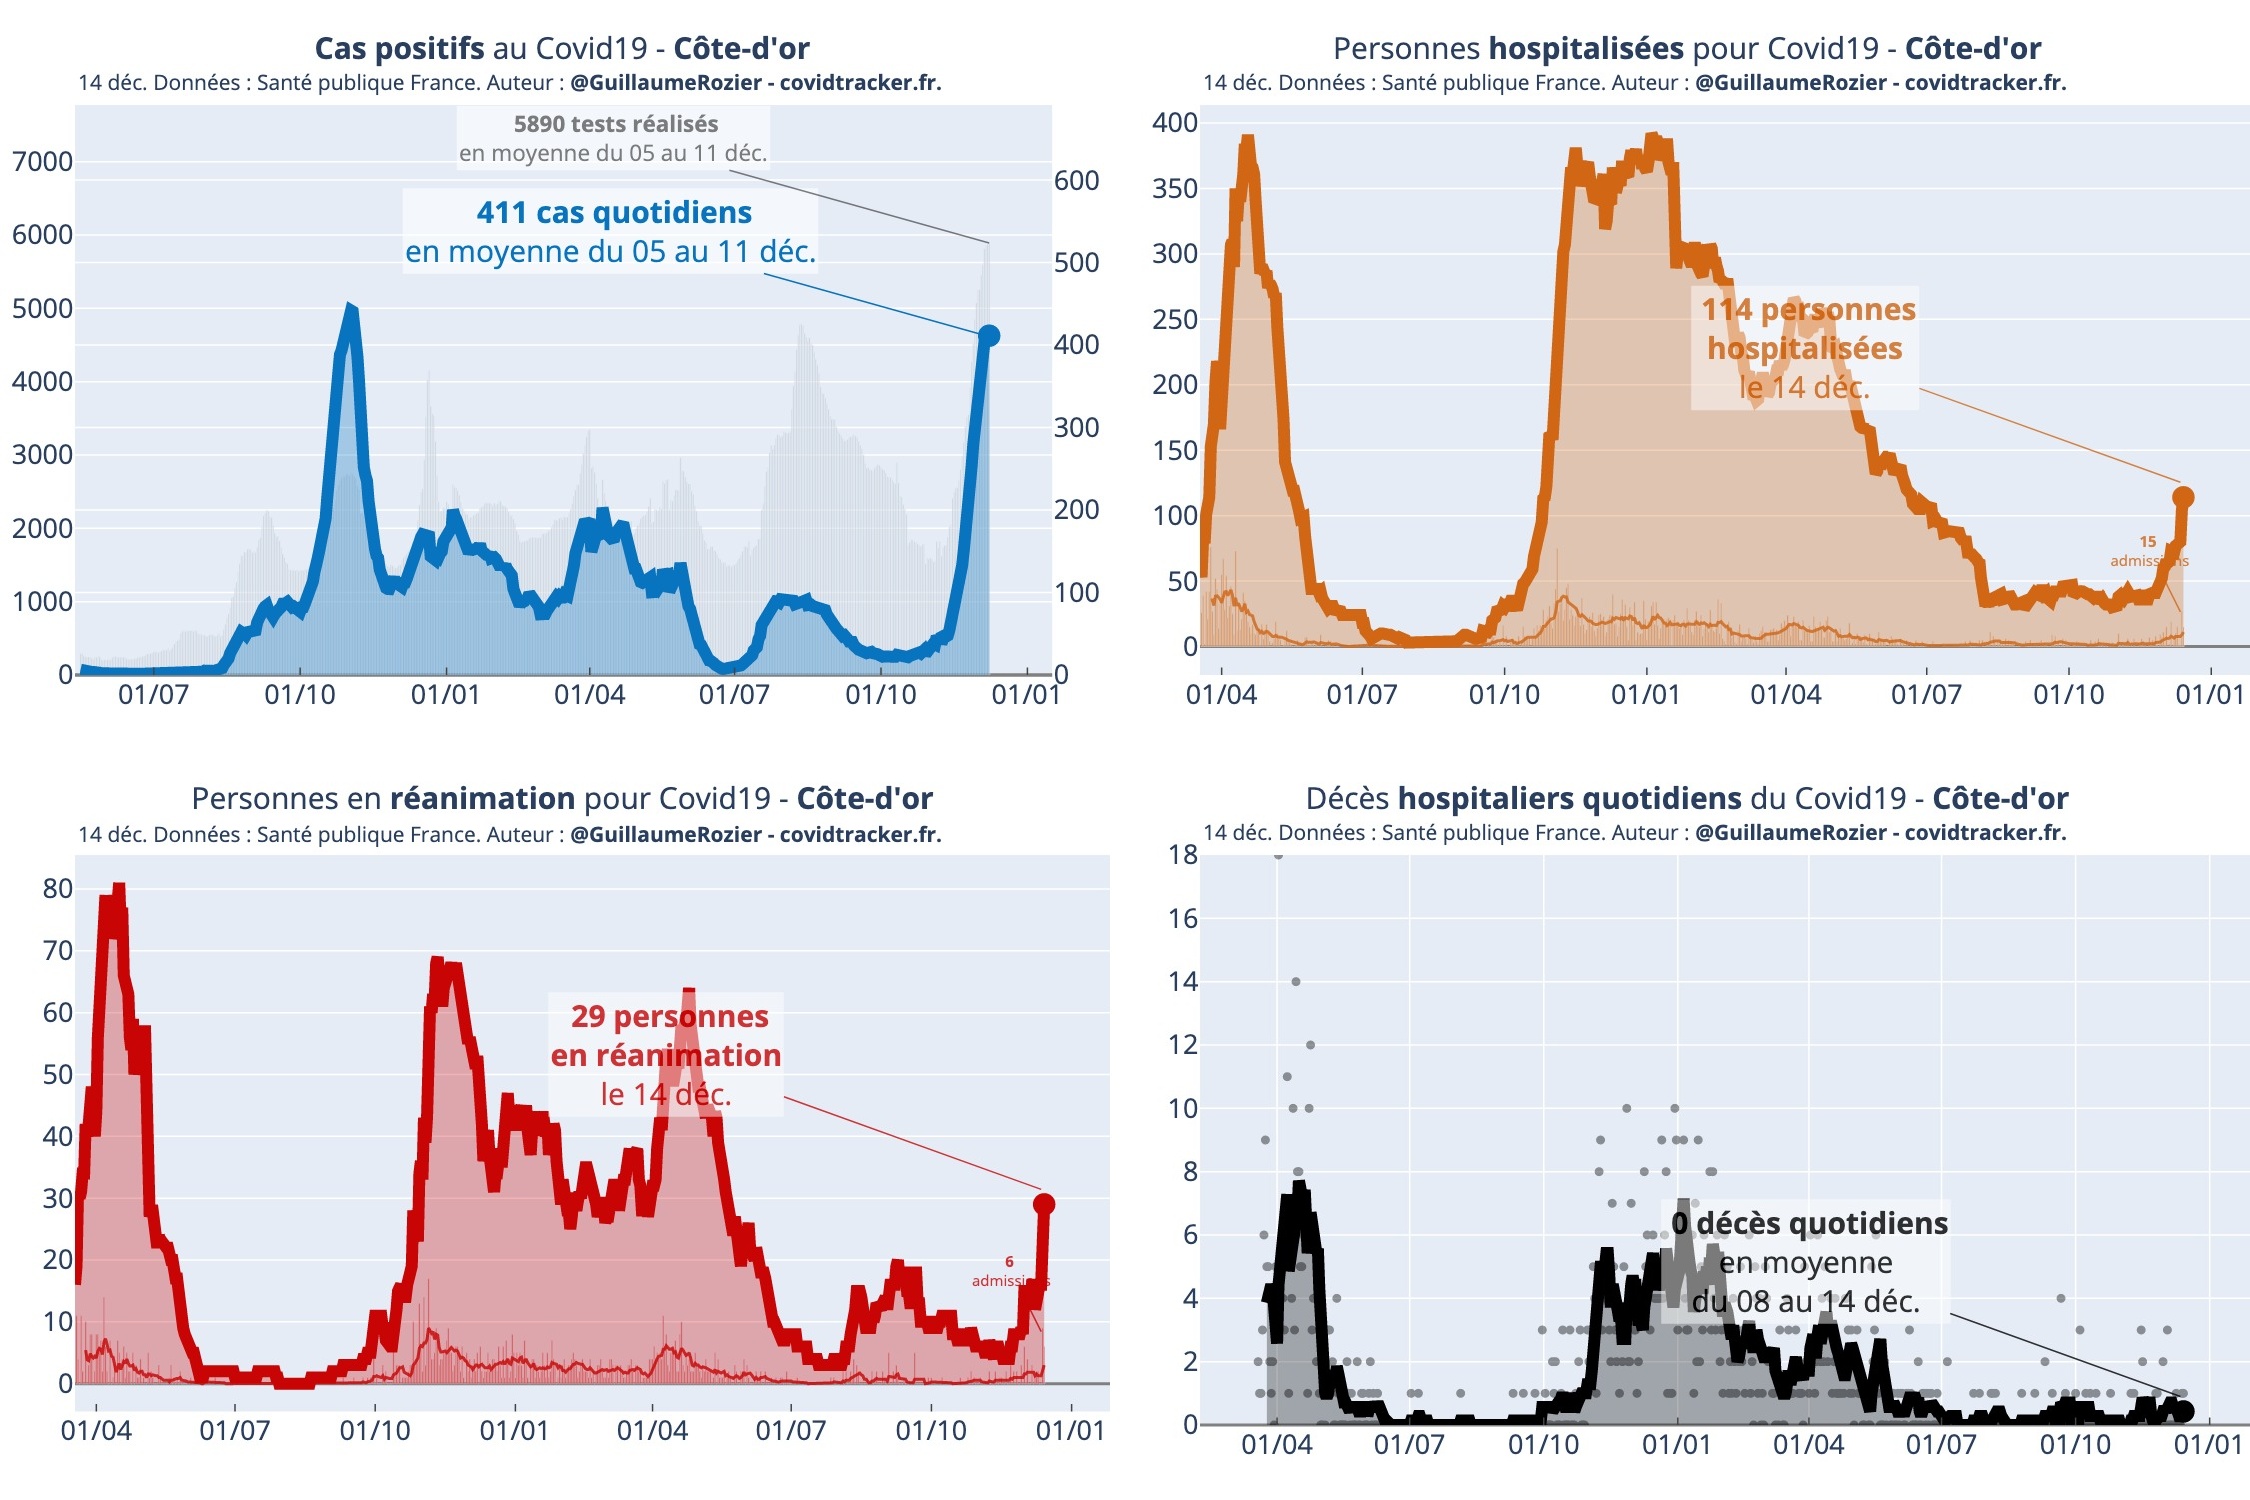 Cas positifs au Covid19 - Côte-d'or
14 déc. Données : Santé publique France. Auteur : @GuillaumeRozier - covidtracker.fr.
5890 tests réalisés
en moyenne du 05 au 11 déc.
411 cas quotidiens
en moyenne du 05 au 11 déc.
7000
6000
5000
4000
3000
2000
1000
0
600
500
400
300
200
100
0
01/07 01/10 01/01 01/04 01/07 01/10 01/01
Personnes hospitalisées pour Covid19 - Côte-d'or
14 déc. Données : Santé publique France. Auteur : @GuillaumeRozier - covidtracker.fr.
400
350
300
250
200
150
100
50
0
114 personnes
hospitalisées
le 14 déc.
15
admissions
01/04 01/07 01/10 01/01 01/04 01/07 01/10 01/01
Personnes en réanimation pour Covid19 - Côte-d'or
14 déc. Données : Santé publique France. Auteur : @GuillaumeRozier - covidtracker.fr.
80
70
60
50
40
30
20
10
0
29 personnes
en réanimation
le 14 déc.
6
admissions
01/04 01/07 01/10 01/01 01/04 01/07 01/10 01/01
Décès hospitaliers quotidiens du Covid19 - Côte-d'or
14 déc. Données : Santé publique France. Auteur : @GuillaumeRozier - covidtracker.fr.
18
16
14
12
10
8
6
4
2
0
0 décès quotidiens
en moyenne
du 08 au 14 déc.
01/04 01/07 01/10 01/01 01/04 01/07 01/10 01/01